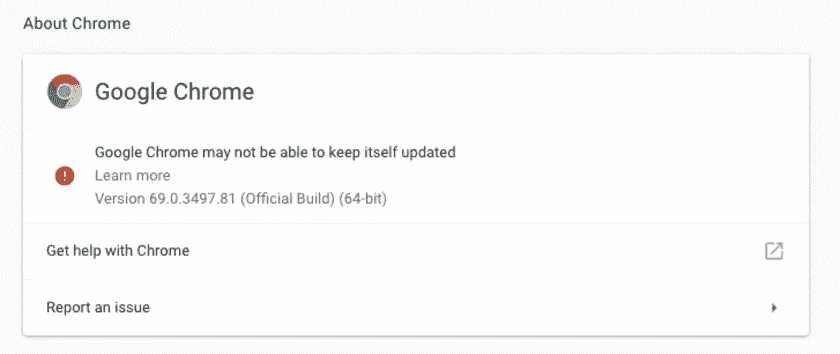 About Chrome
Google Chrome
Google Chrome may not be able to keep itself updated
Learn more
Version 69.0.3497.81 (Official Build) (64-bit)
Get help with Chrome
Report an issue